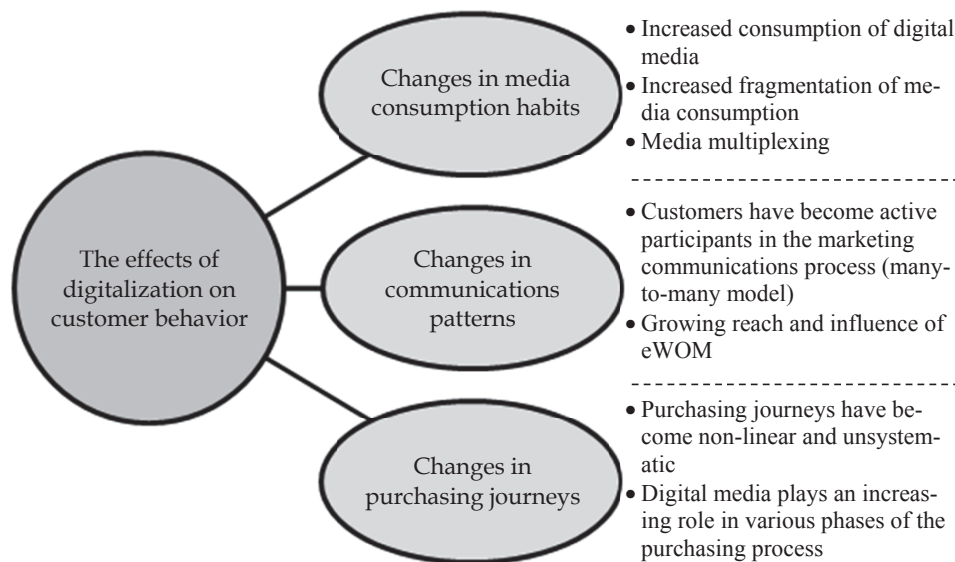 The effects of
digitalization on
customer behavior
Changes in media
consumption habits
• Increased consumption of digital
media
• Increased fragmentation of me-
dia consumption
• Media multiplexing
Changes in
communications
patterns
• Customers have become active
participants in the marketing
communications process (many-
to-many model)
• Growing reach and influence of
eWOM
Changes in
purchasing journeys
• Purchasing journeys have be-
come non-linear and unsystem-
atic
• Digital media plays an increas-
ing role in various phases of the
purchasing process